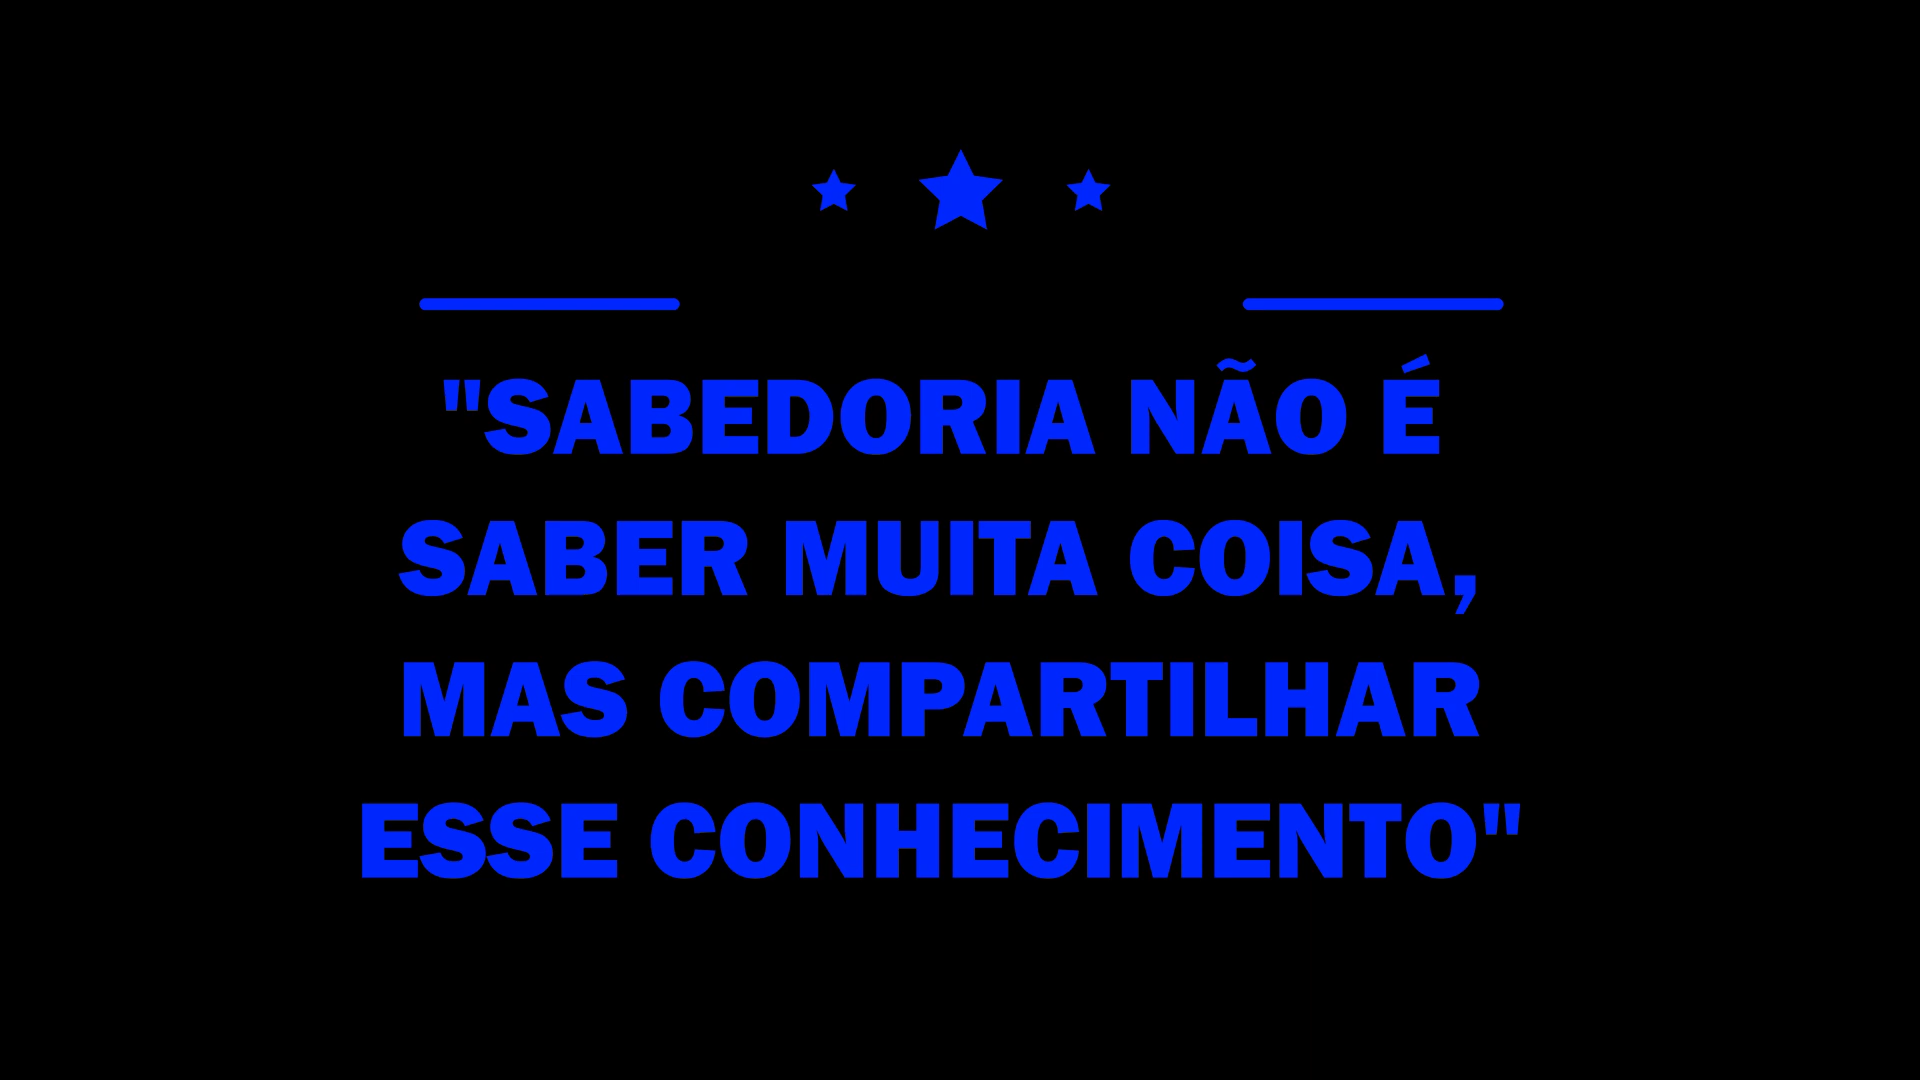 "SABEDORIA NÃO É
SABER MUITA COISA,
MAS COMPARTILHAR
ESSE CONHECIMENTO"